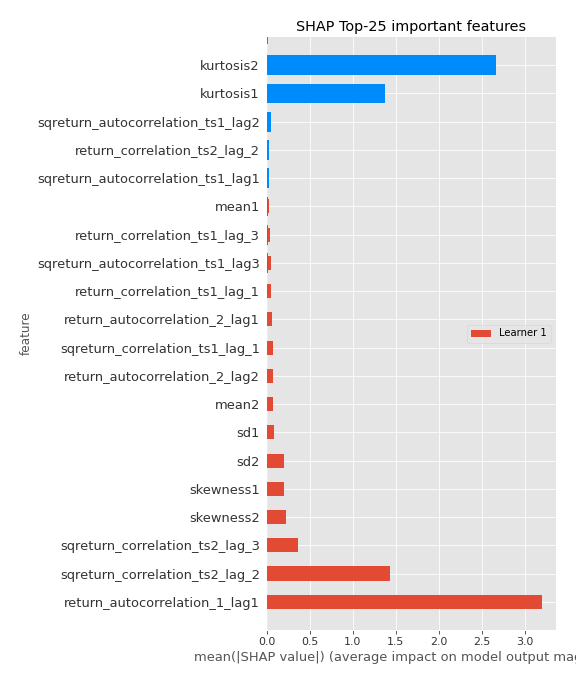 SHAP Top-25 important features
kurtosis2
kurtosis1
sqreturn_autocorrelation_ts1_lag2
return_correlation_ts2_lag_2
sqreturn_autocorrelation_ts1_lag1
mean1
return_correlation_ts1_lag_3
sqreturn_autocorrelation_ts1_lag3
return_correlation_ts1_lag_1
return_autocorrelation_2_lag1
sqreturn_correlation_ts1_lag_1
return_autocorrelation_2_lag2
mean2
sd1
sd2
skewness1
skewness2
sqreturn_correlation_ts2_lag_3
sqreturn_correlation_ts2_lag_2
return_autocorrelation_1_lag1
feature
Learner 1
0.0 0.5 1.0 1.5 2.0 2.5 3.0
mean(|SHAP value|) (average impact on model output mag